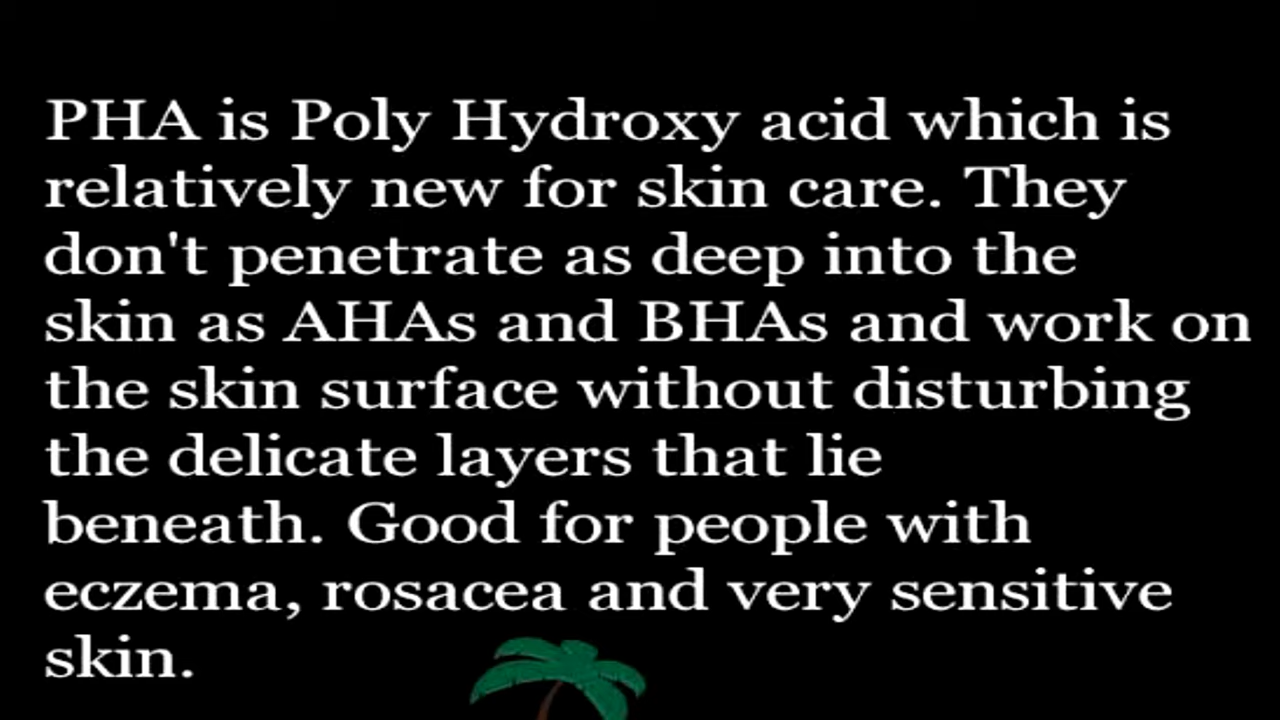 PHA is Poly Hydroxy acid which is
relatively new for skin care. They
don't penetrate as deep into the
skin as AHAs and BHAs and work on
the skin surface without disturbing
the delicate layers that lie
beneath. Good for people with
eczema, rosacea and very sensitive
skin.